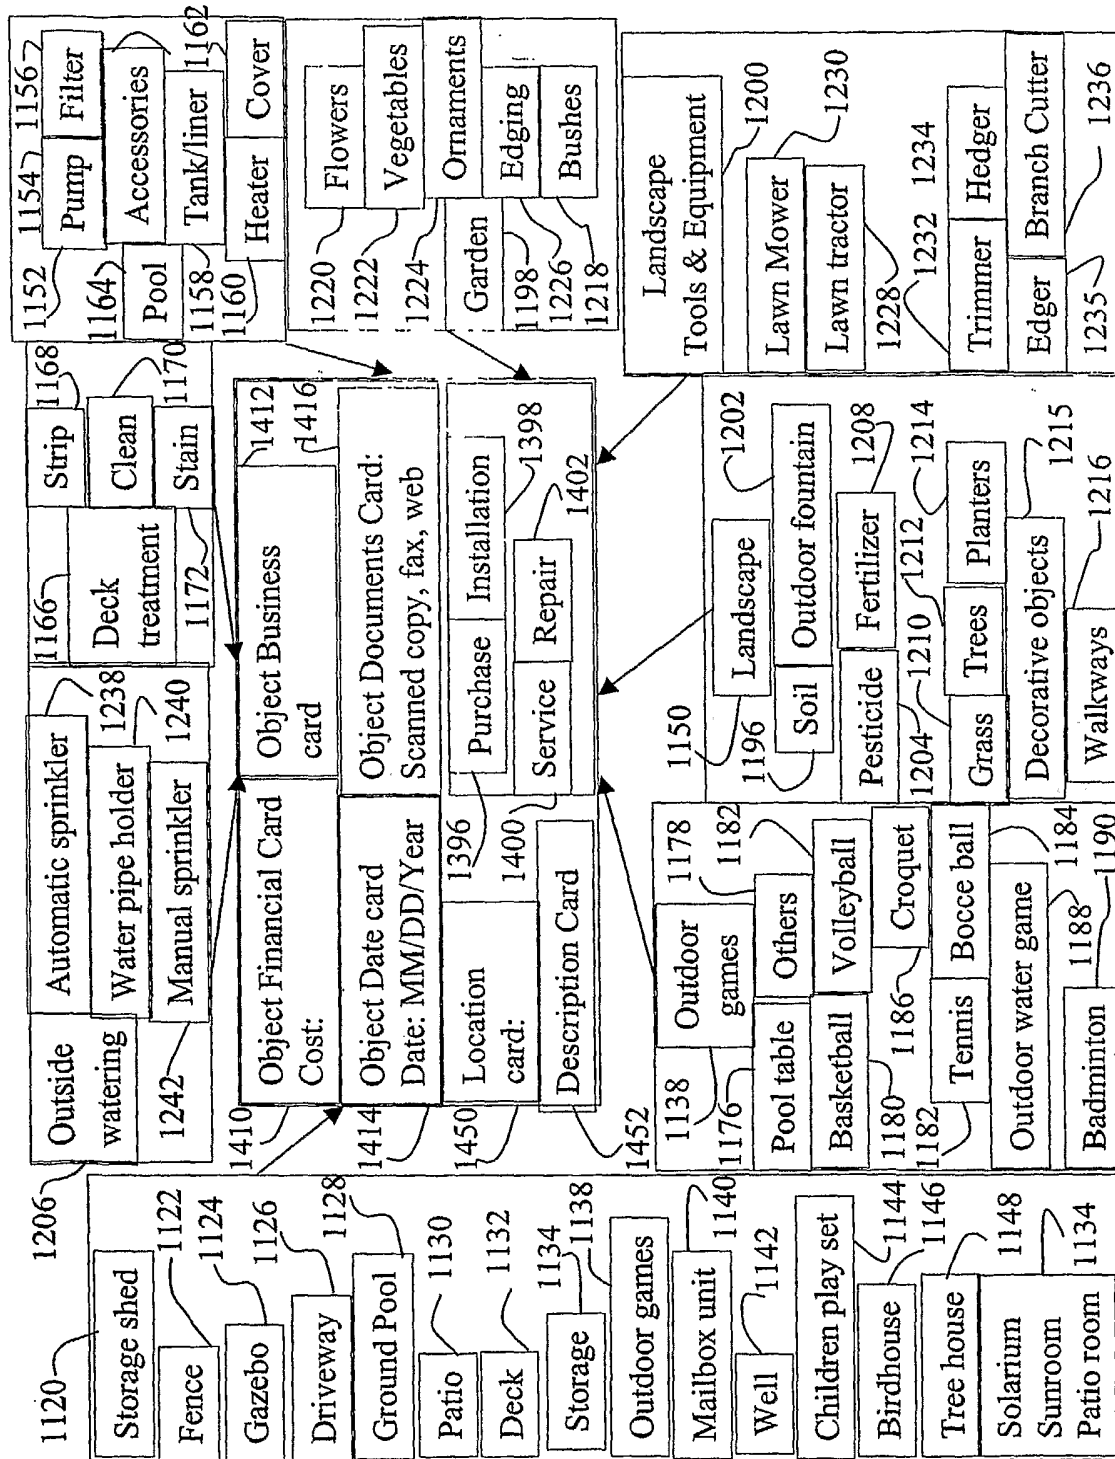 1120
Storage shed
Fence
1122
Gazebo
1124
Driveway
1126
Ground Pool
1128
Patio
1130
Deck
1132
Storage
1134
Outdoor games
1138
Mailbox unit
1140
Well
1142
Children play set
1144
Birdhouse
1146
Tree house
1148
Solarium
Sunroom
Patio room
1134
1206
Outside
watering
Automatic sprinkler
1238
Water pipe holder
1240
Manual sprinkler
1242
1166
Deck
treatment
Strip
1168
Clean
1170
Stain
1172
1152
1154
Pump
1156
Filter
Accessories
1162
1164
Pool
Tank/liner
1158
1160
Heater
Cover
1410
Object Financial Card
Cost:
Object Business
card
1412
1414
Object Date card
Date: MM/DD/Year
Object Documents Card:
Scanned copy, fax, web
1416
1450
Location
card:
1396
Purchase
Installation
1398
1400
Service
Repair
1402
1452
Description Card
1220
Flowers
1222
Vegetables
1224
Ornaments
Garden
1198
Edging
1226
Bushes
1218
1138
Outdoor
games
1176
1178
Pool table
Others
1182
Basketball
Volleyball
1180
1186
Croquet
1182
Tennis
Bocce ball
1184
Outdoor water game
1188
Badminton
1190
1150
Landscape
1202
1196
Soil
Outdoor fountain
Pesticide
Fertilizer
1208
1204
1210
1212
1214
Grass
Trees
Planters
Decorative objects
1215
Walkways
1216
Landscape
Tools & Equipment
1200
Lawn Mower
1230
Lawn tractor
1228
1232
1234
Trimmer
Hedger
Edger
Branch Cutter
1235
1236